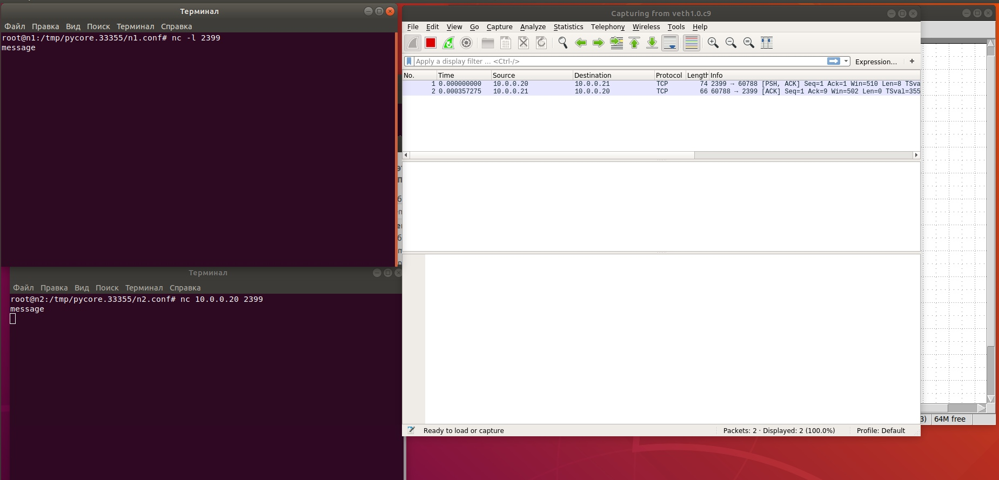 Терминал
Файл Правка Вид Поиск Терминал Справка
root@n1:/tmp/pycore.33355/n1.conf# nc -l 2399
message
Терминал
Файл Правка Вид Поиск Терминал Справка
root@n2:/tmp/pycore.33355/n2.conf# nc 10.0.0.20 2399
message
Capturing from veth1.0.c9
File Edit View Go Capture Analyze Statistics Telephony Wireless Tools Help
Apply a display filter ... <Ctrl-/> Expression... +
No. Time Source Destination Protocol Length Info
1 0.000000000 10.0.0.20 10.0.0.21 TCP 74 2399 → 60788 [PSH, ACK] Seq=1 Ack=1 Win=510 Len=8 TSva
2 0.000357275 10.0.0.21 10.0.0.20 TCP 66 60788 → 2399 [ACK] Seq=1 Ack=9 Win=502 Len=0 TSval=355
Ready to load or capture Packets: 2 · Displayed: 2 (100.0%) Profile: Default
3) 64M free